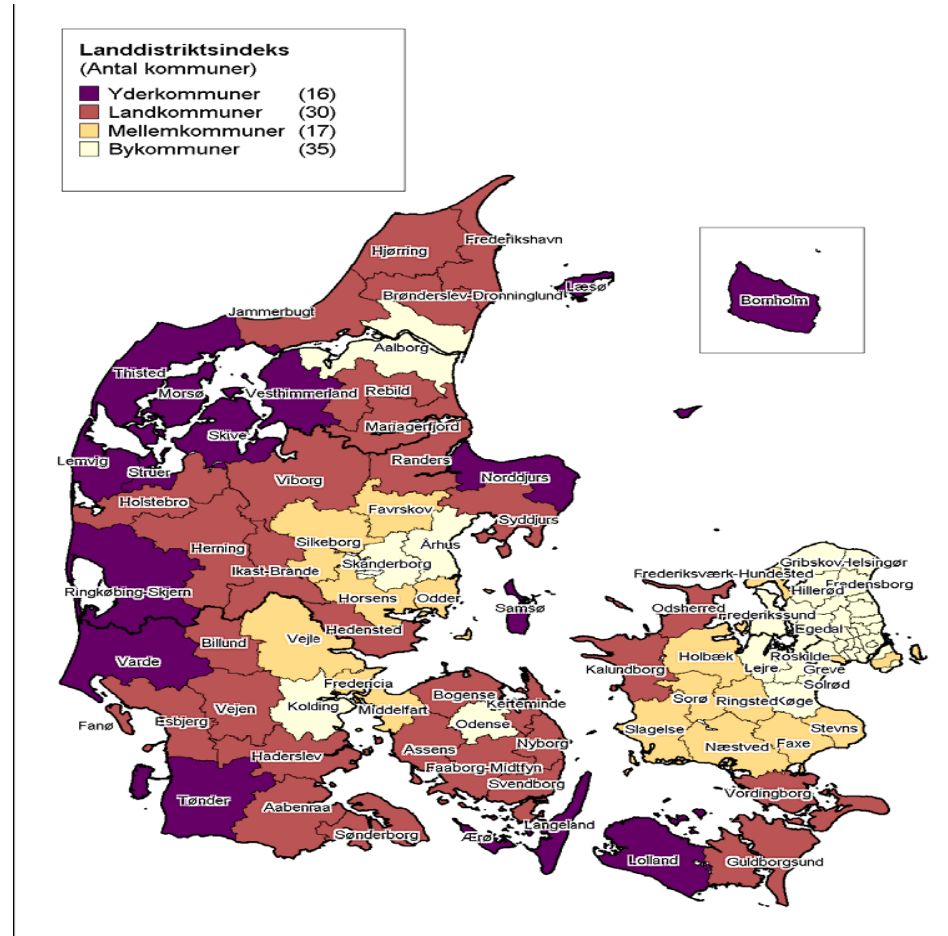 Landdistriktsindeks
(Antal kommuner)
Yderkommuner (16)
Landkommuner (30)
Mellemkommuner (17)
Bykommuner (35)
Frederikshavn
Hjørring
Læsø
Brønderslev-Dronninglund
Bornholm
Jammerbugt
Aalborg
Thisted
Morsø
Vesthimmerland
Rebild
Mariagerfjord
Skive
Lemvig
Struer
Randers
Viborg
Norddjurs
Holstebro
Favrskov
Syddjurs
Silkeborg
Århus
Herning
Skanderborg
Gribskov
Helsingør
Ikast-Brande
Frederiksværk-Hundested
Fredensborg
Hillerød
Ringkøbing-Skjern
Horsens
Odder
Samsø
Odsherred
Frederikssund
Egedal
Hedensted
Billund
Vejle
Varde
Holbæk
Roskilde
Lejre
Greve
Kalundborg
Solrød
Fredericia
Bogense
Kerteminde
Sorø
Ringsted
Køge
Kolding
Middelfart
Vejen
Fanø
Esbjerg
Odense
Slagelse
Stevns
Nyborg
Næstved
Faxe
Haderslev
Assens
Faaborg-Midtfyn
Svendborg
Vordingborg
Tønder
Aabenraa
Langeland
Sønderborg
Ærø
Lolland
Guldborgsund